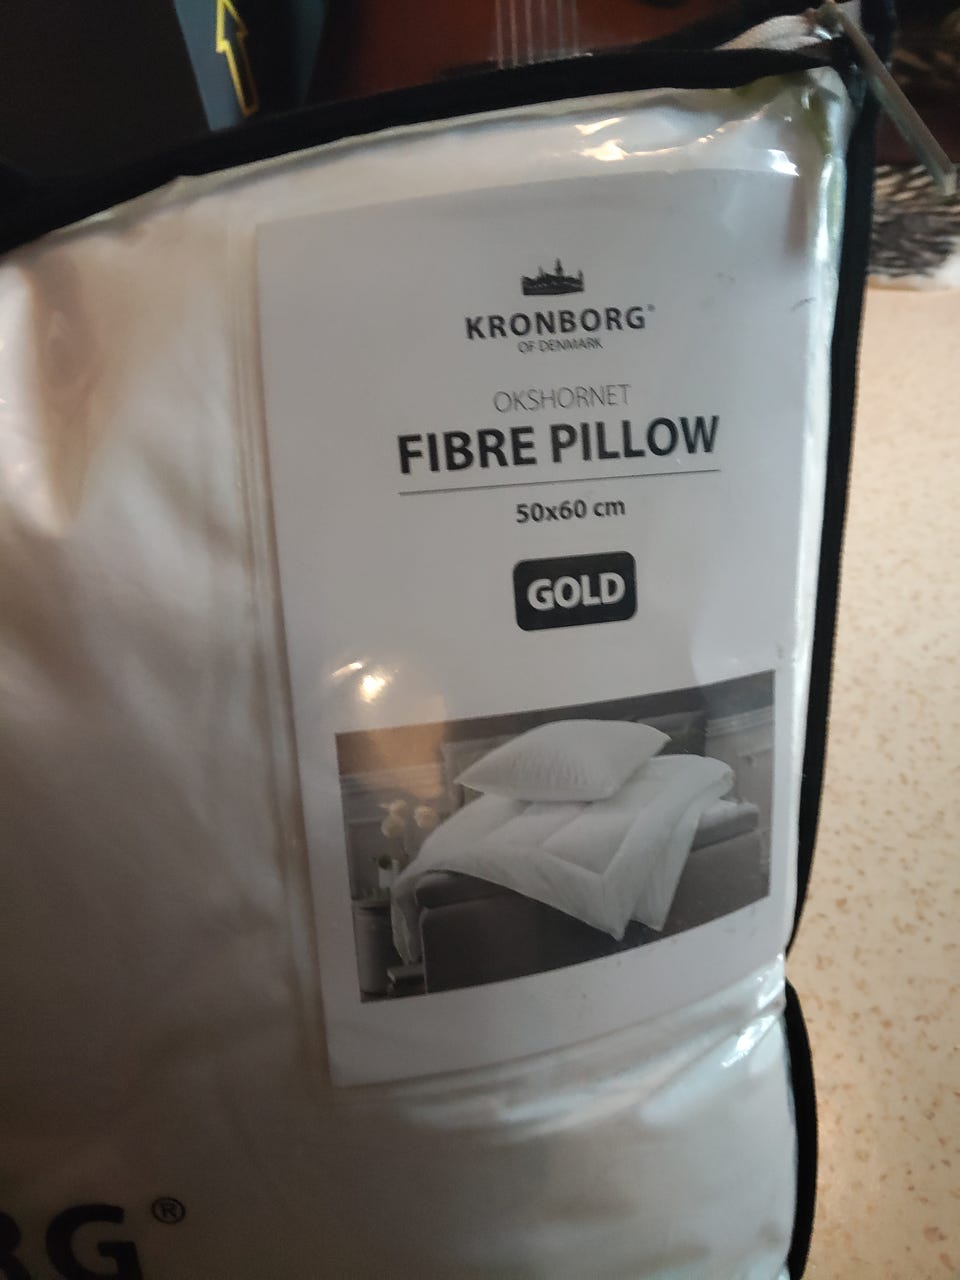 KRONBORG®
OF DENMARK
OKSHORNET
FIBRE PILLOW
50x60 cm
GOLD
RG®